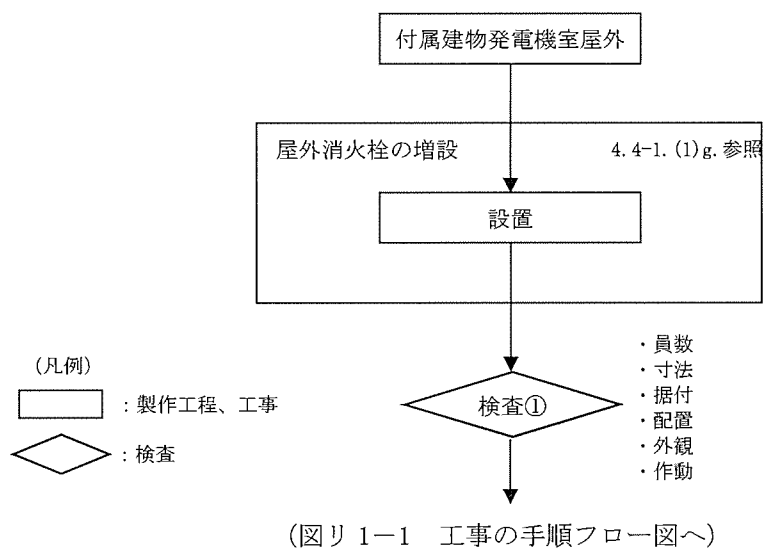 付属建物発電機室屋外
屋外消火栓の増設 4.4-1.(1)g.参照
設置
検査①
・員数
・寸法
・据付
・配置
・外観
・作動
(凡例)
：製作工程、工事
：検査
(図リ1－1 工事の手順フロー図へ)